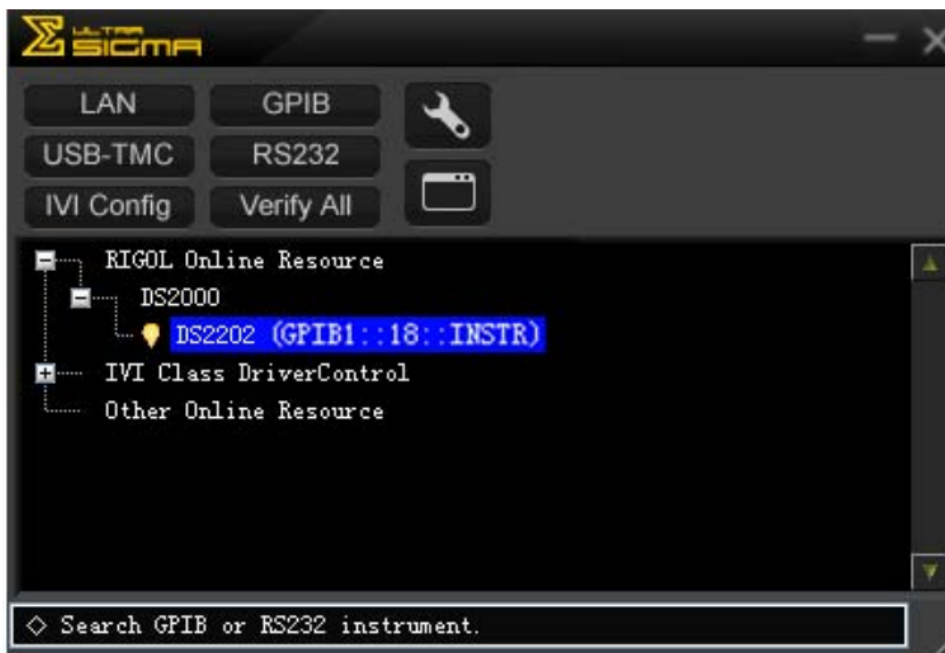 ULTRA
SIGMA
LAN GPIB
USB-TMC RS232
IVI Config Verify All
RIGOL Online Resource
DS2000
DS2202 (GPIB1::18::INSTR)
IVI Class DriverControl
Other Online Resource
◇ Search GPIB or RS232 instrument.